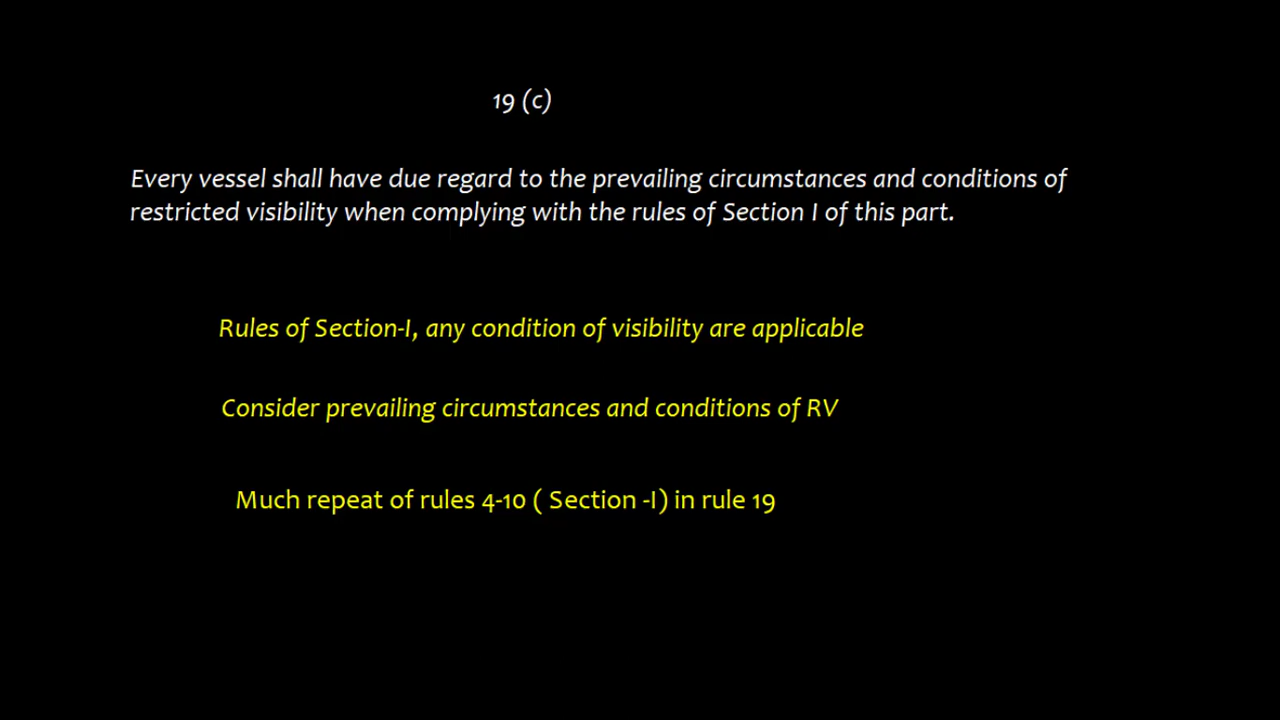 19 (c)
Every vessel shall have due regard to the prevailing circumstances and conditions of
restricted visibility when complying with the rules of Section I of this part.
Rules of Section-I, any condition of visibility are applicable
Consider prevailing circumstances and conditions of RV
Much repeat of rules 4-10 ( Section -I) in rule 19